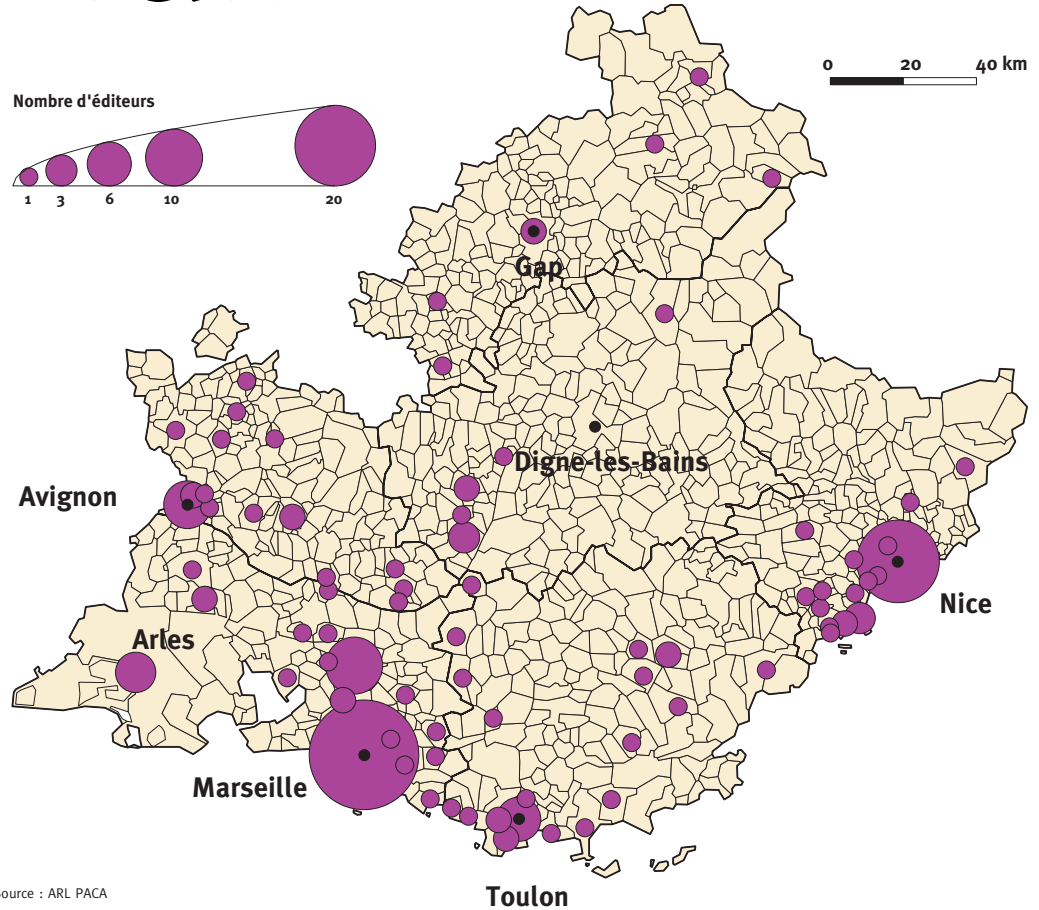 0 20 40 km
Nombre d'éditeurs
1 3 6 10 20
Gap
Digne-les-Bains
Avignon
Nice
Arles
Marseille
Toulon
Source : ARL PACA